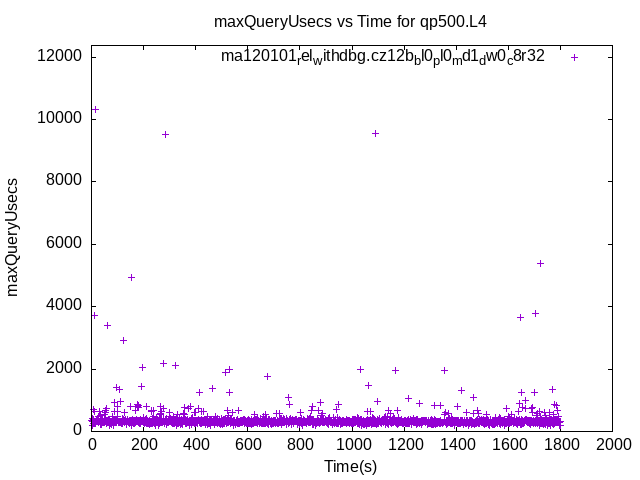 maxQueryUsecs vs Time for qp500.L4
ma120101_rel_withdbg.cz12b_bl0_pl0_md1_dw0_c8r32
12000
10000
8000
6000
4000
2000
0
maxQueryUsecs
0 200 400 600 800 1000 1200 1400 1600 1800 2000
Time(s)